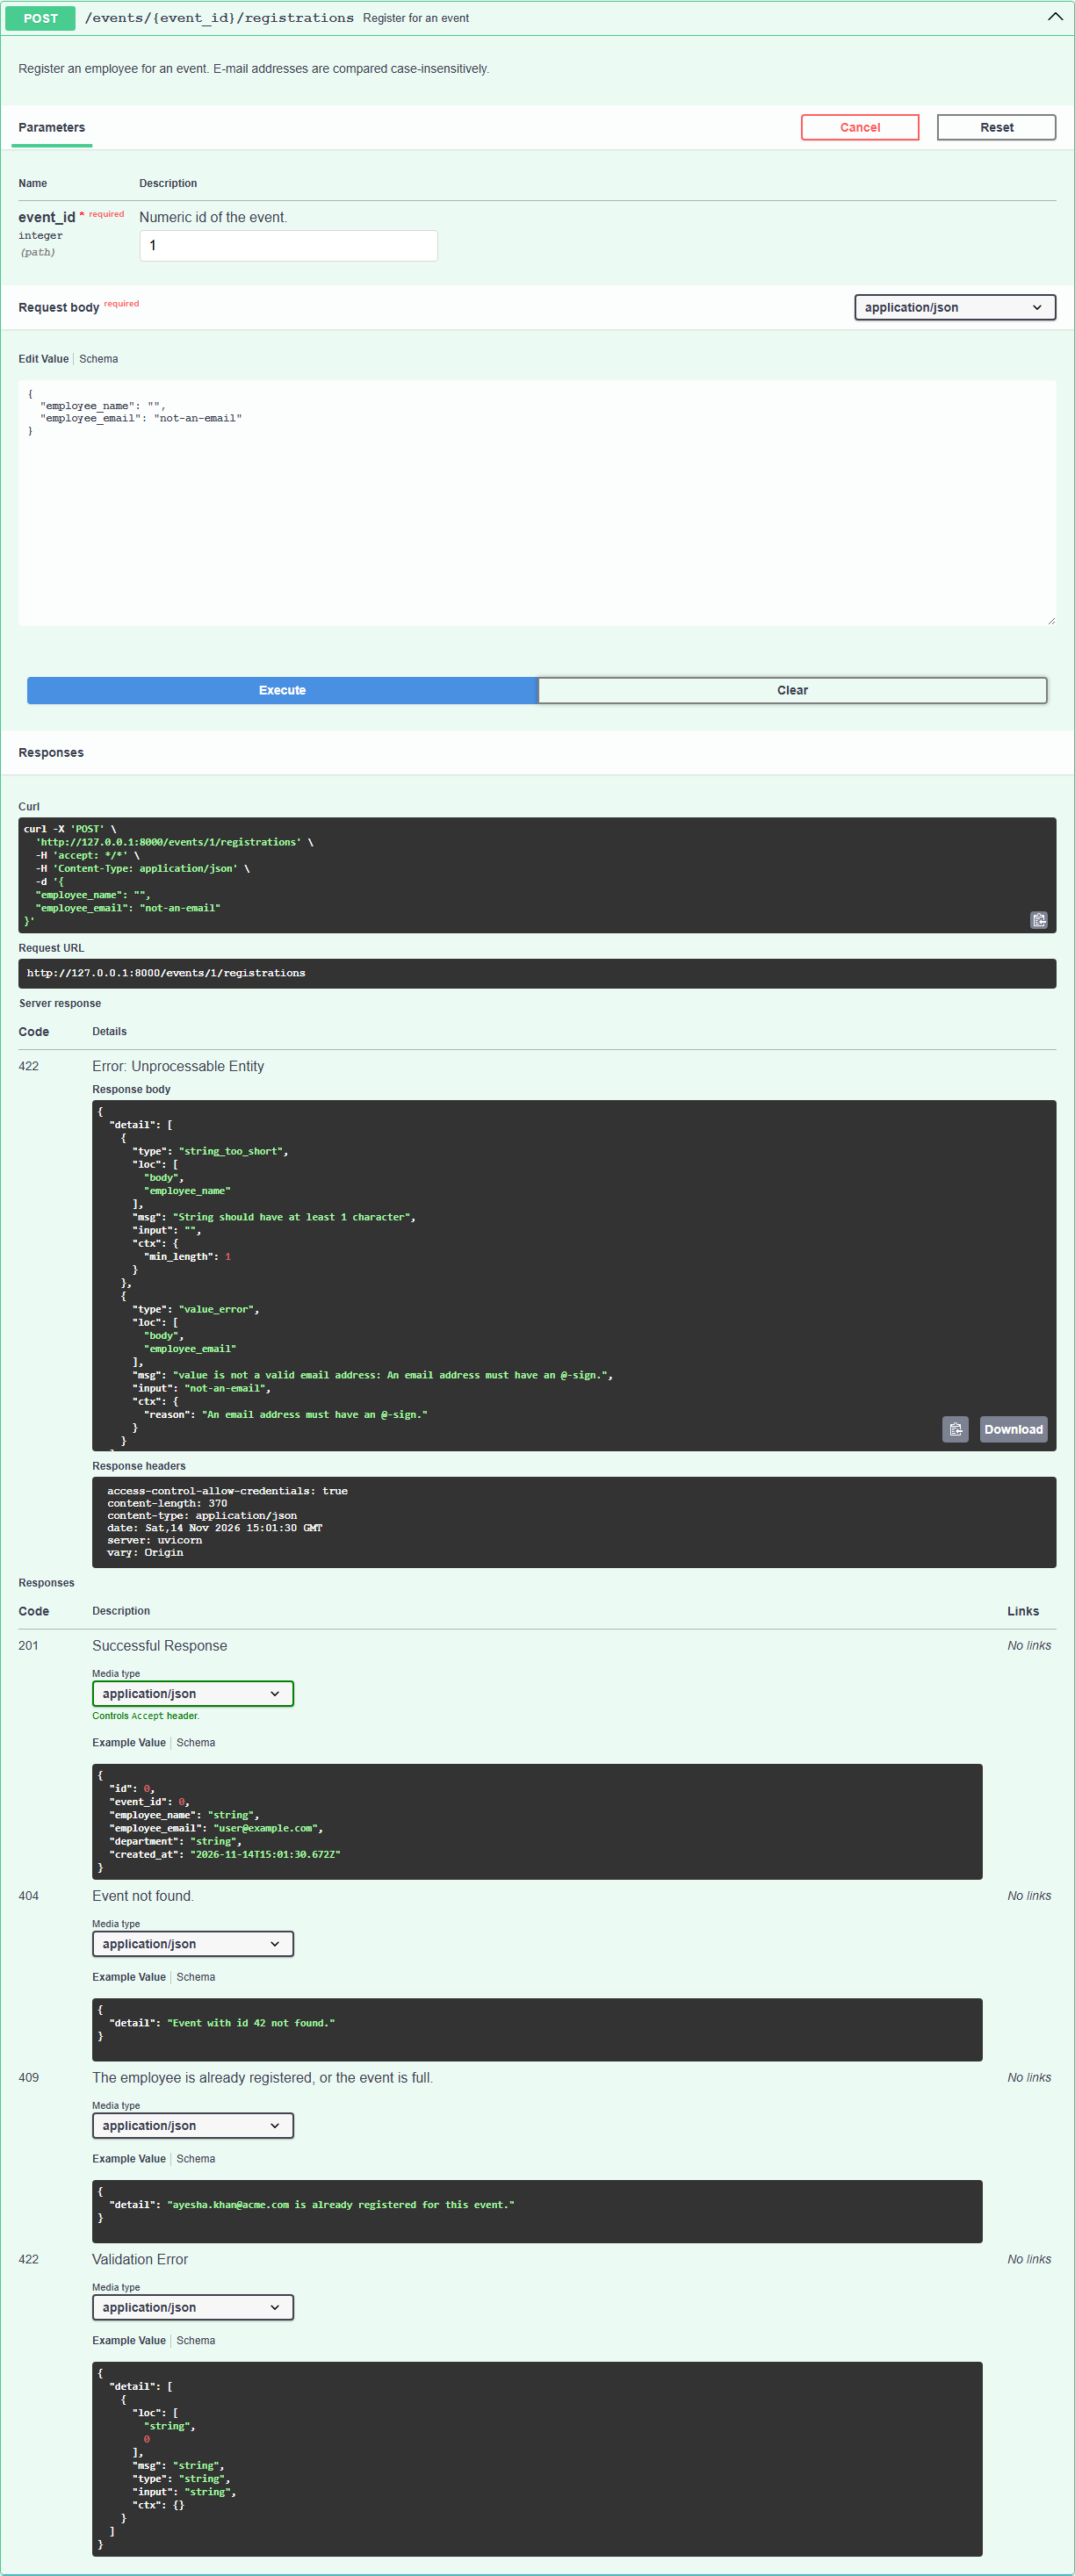 POST /events/{event_id}/registrations Register for an event
Register an employee for an event. E-mail addresses are compared case-insensitively.
Parameters Cancel Reset
Name Description
event_id * required Numeric id of the event.
integer 1
(path)
Request body required application/json
Edit Value Schema
{
  "employee_name": "",
  "employee_email": "not-an-email"
}
Execute Clear
Responses
Curl
curl -X 'POST' \
  'http://127.0.0.1:8000/events/1/registrations' \
  -H 'accept: */*' \
  -H 'Content-Type: application/json' \
  -d '{
  "employee_name": "",
  "employee_email": "not-an-email"
}'
Request URL
http://127.0.0.1:8000/events/1/registrations
Server response
Code Details
422 Error: Unprocessable Entity
Response body
{
  "detail": [
    {
      "type": "string_too_short",
      "loc": [
        "body",
        "employee_name"
      ],
      "msg": "String should have at least 1 character",
      "input": "",
      "ctx": {
        "min_length": 1
      }
    },
    {
      "type": "value_error",
      "loc": [
        "body",
        "employee_email"
      ],
      "msg": "value is not a valid email address: An email address must have an @-sign.",
      "input": "not-an-email",
      "ctx": {
        "reason": "An email address must have an @-sign."
      }
    }
Download
Response headers
access-control-allow-credentials: true
content-length: 370
content-type: application/json
date: Sat,14 Nov 2026 15:01:30 GMT
server: uvicorn
vary: Origin
Responses
Code Description Links
201 Successful Response No links
Media type
application/json
Controls Accept header.
Example Value Schema
{
  "id": 0,
  "event_id": 0,
  "employee_name": "string",
  "employee_email": "user@example.com",
  "department": "string",
  "created_at": "2026-11-14T15:01:30.672Z"
}
404 Event not found. No links
Media type
application/json
Example Value Schema
{
  "detail": "Event with id 42 not found."
}
409 The employee is already registered, or the event is full. No links
Media type
application/json
Example Value Schema
{
  "detail": "ayesha.khan@acme.com is already registered for this event."
}
422 Validation Error No links
Media type
application/json
Example Value Schema
{
  "detail": [
    {
      "loc": [
        "string",
        0
      ],
      "msg": "string",
      "type": "string",
      "input": "string",
      "ctx": {}
    }
  ]
}